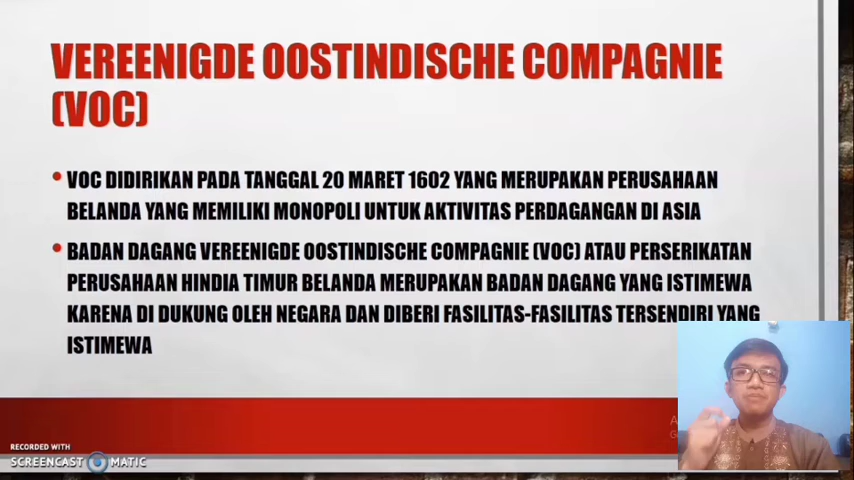 VEREENIGDE OOSTINDISCHE COMPAGNIE
(VOC)
VOC DIDIRIKAN PADA TANGGAL 20 MARET 1602 YANG MERUPAKAN PERUSAHAAN
BELANDA YANG MEMILIKI MONOPOLI UNTUK AKTIVITAS PERDAGANGAN DI ASIA
BADAN DAGANG VEREENIGDE OOSTINDISCHE COMPAGNIE (VOC) ATAU PERSERIKATAN
PERUSAHAAN HINDIA TIMUR BELANDA MERUPAKAN BADAN DAGANG YANG ISTIMEWA
KARENA DI DUKUNG OLEH NEGARA DAN DIBERI FASILITAS-FASILITAS TERSENDIRI YANG
ISTIMEWA
RECORDED WITH
SCREENCAST MATIC